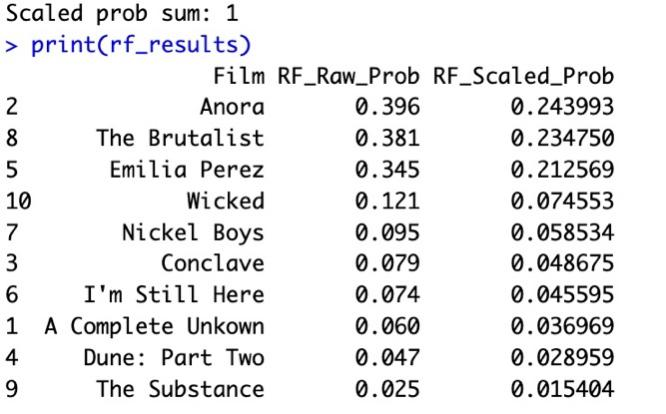 Scaled prob sum: 1
> print(rf_results)
Film RF_Raw_Prob RF_Scaled_Prob
2 Anora 0.396 0.243993
8 The Brutalist 0.381 0.234750
5 Emilia Perez 0.345 0.212569
10 Wicked 0.121 0.074553
7 Nickel Boys 0.095 0.058534
3 Conclave 0.079 0.048675
6 I'm Still Here 0.074 0.045595
1 A Complete Unkown 0.060 0.036969
4 Dune: Part Two 0.047 0.028959
9 The Substance 0.025 0.015404